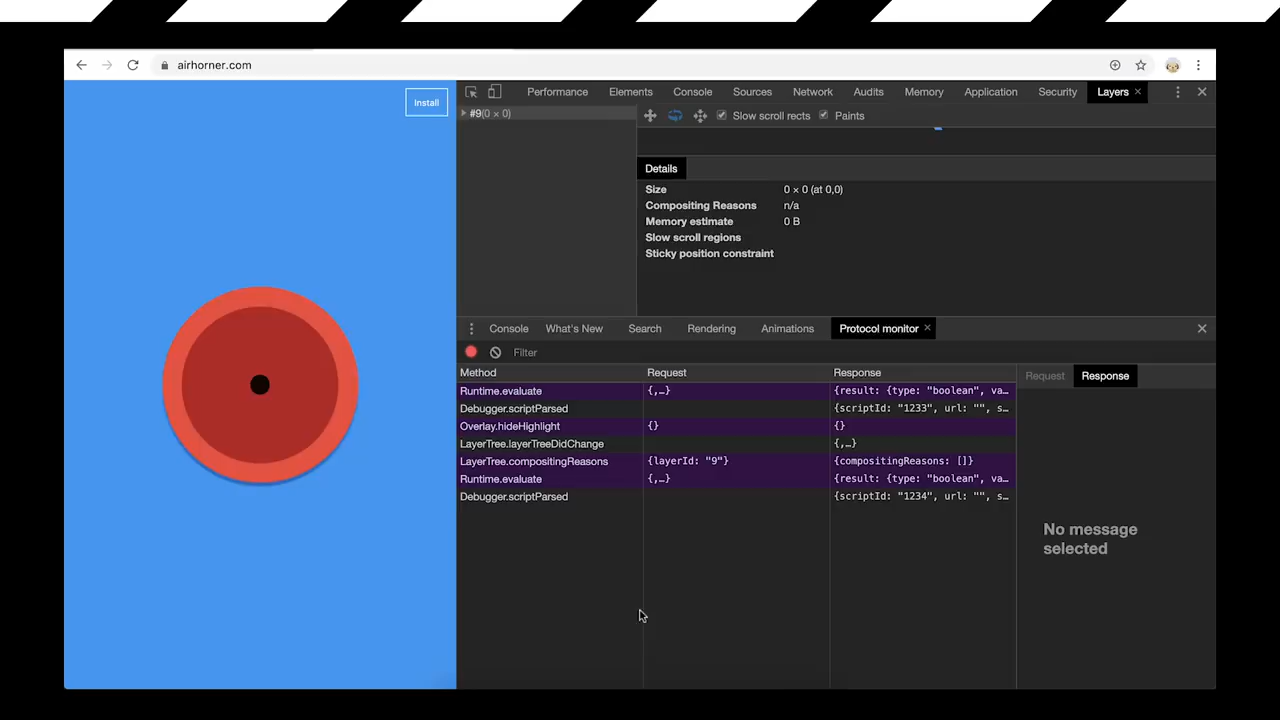 airhorner.com
Install
Performance Elements Console Sources Network Audits Memory Application Security Layers
#9(0 × 0)
Slow scroll rects Paints
Details
Size 0 × 0 (at 0,0)
Compositing Reasons n/a
Memory estimate 0 B
Slow scroll regions
Sticky position constraint
Console What's New Search Rendering Animations Protocol monitor
Filter
Method Request Response Request Response
Runtime.evaluate {,…} {result: {type: "boolean", va…
Debugger.scriptParsed {scriptId: "1233", url: "", s…
Overlay.hideHighlight {} {}
LayerTree.layerTreeDidChange {,…}
LayerTree.compositingReasons {layerId: "9"} {compositingReasons: []}
Runtime.evaluate {,…} {result: {type: "boolean", va…
Debugger.scriptParsed {scriptId: "1234", url: "", s…
No message
selected